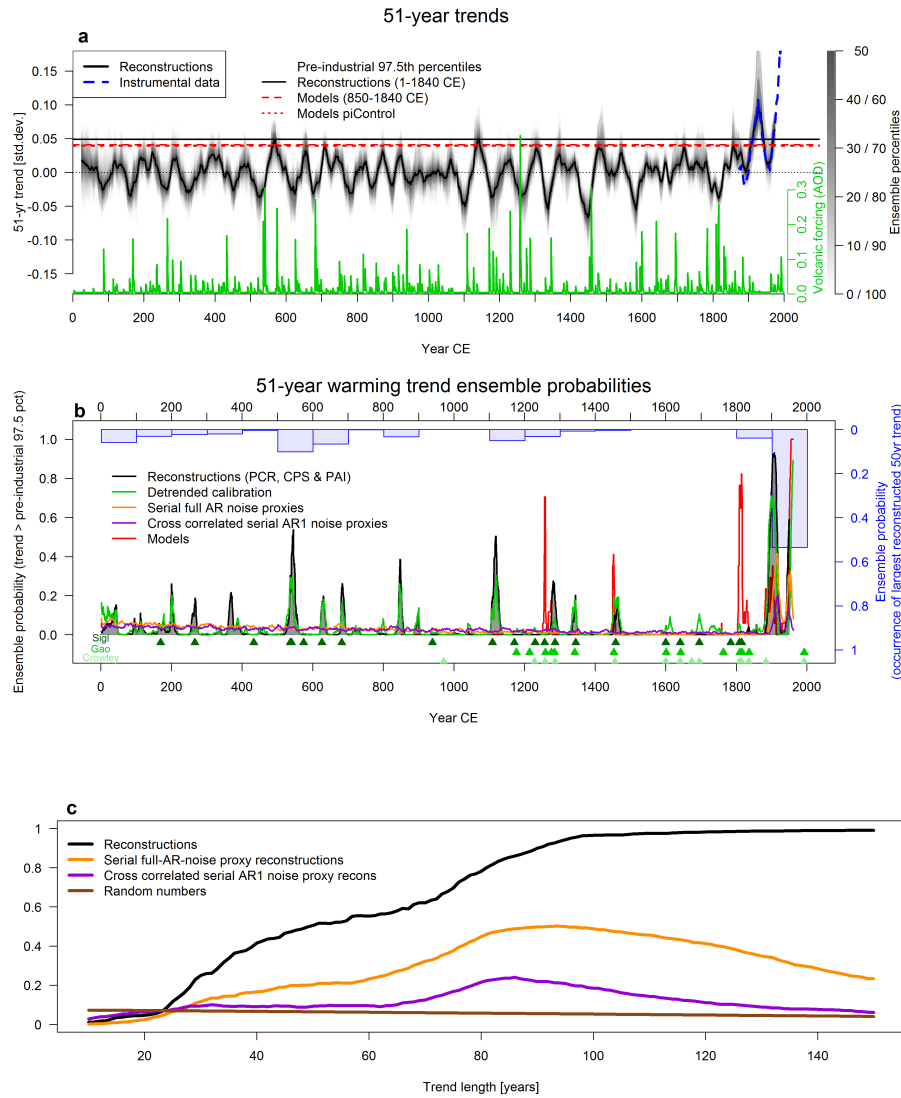 51-year trends
a
Reconstructions
Instrumental data
Pre-industrial 97.5th percentiles
Reconstructions (1-1840 CE)
Models (850-1840 CE)
Models piControl
51-yr trend [std.dev.]
0.15
0.10
0.05
0.00
-0.05
-0.10
-0.15
0.3
0.2
0.1
0.0
Volcanic forcing (AOD)
50
40 / 60
30 / 70
20 / 80
10 / 90
0 / 100
Ensemble percentiles
0 200 400 600 800 1000 1200 1400 1600 1800 2000
Year CE
51-year warming trend ensemble probabilities
b
0 200 400 600 800 1000 1200 1400 1600 1800 2000
Ensemble probability (trend > pre-industrial 97.5 pct)
1.0
0.8
0.6
0.4
0.2
0.0
Reconstructions (PCR, CPS & PAI)
Detrended calibration
Serial full AR noise proxies
Cross correlated serial AR1 noise proxies
Models
0
0.2
0.4
0.6
0.8
1
Ensemble probability
(occurrence of largest reconstructed 50yr trend)
Sigl
Gao
Crowley
0 200 400 600 800 1000 1200 1400 1600 1800 2000
Year CE
c
1
0.8
0.6
0.4
0.2
0
Reconstructions
Serial full-AR-noise proxy reconstructions
Cross correlated serial AR1 noise proxy recons
Random numbers
20 40 60 80 100 120 140
Trend length [years]